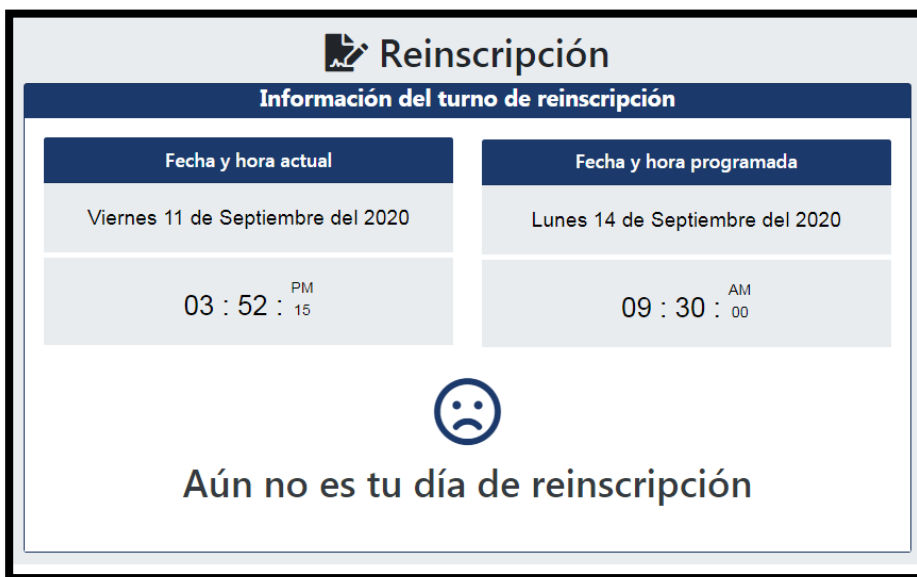 Reinscripción
Información del turno de reinscripción
Fecha y hora actual
Viernes 11 de Septiembre del 2020
03 : 52 : PM 15
Fecha y hora programada
Lunes 14 de Septiembre del 2020
09 : 30 : AM 00
Aún no es tu día de reinscripción